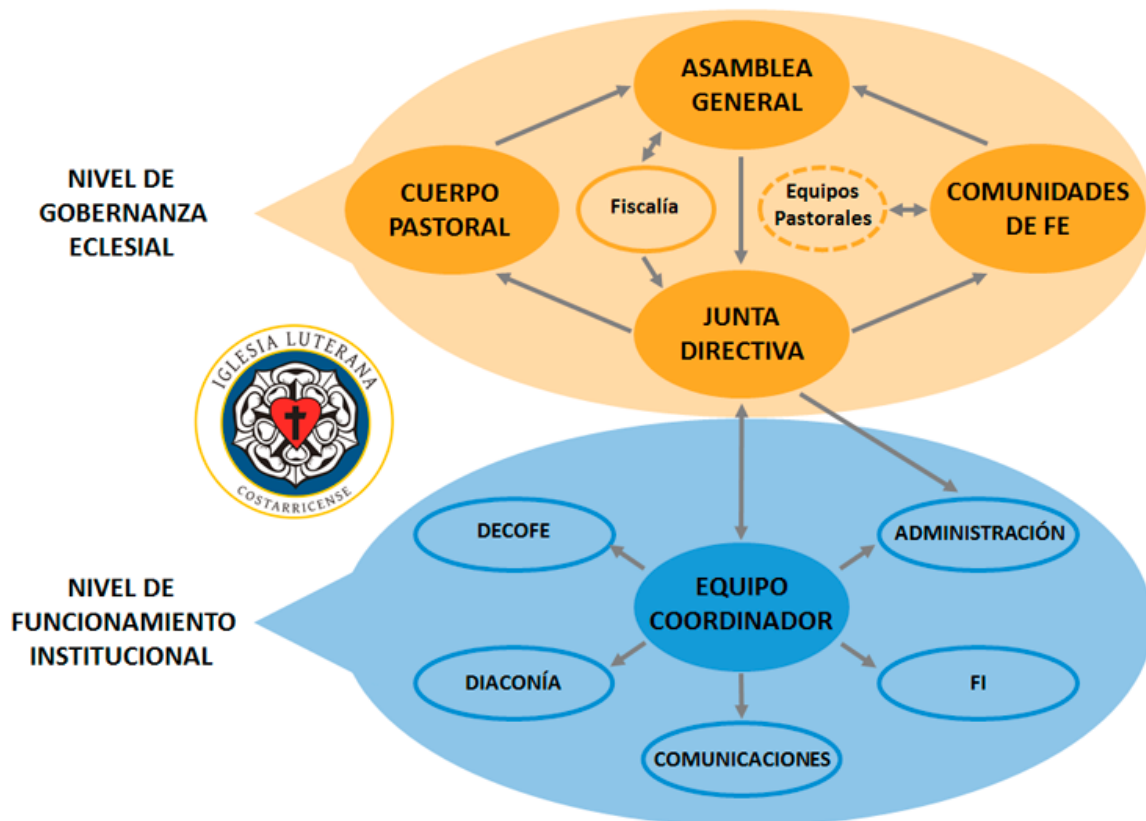 ASAMBLEA
GENERAL
NIVEL DE
GOBERNANZA
ECLESIAL
CUERPO
PASTORAL
Fiscalía
Equipos
Pastorales
COMUNIDADES
DE FE
JUNTA
DIRECTIVA
IGLESIA LUTERANA
COSTARRICENSE
NIVEL DE
FUNCIONAMIENTO
INSTITUCIONAL
DECOFE
ADMINISTRACIÓN
EQUIPO
COORDINADOR
DIACONÍA
FI
COMUNICACIONES